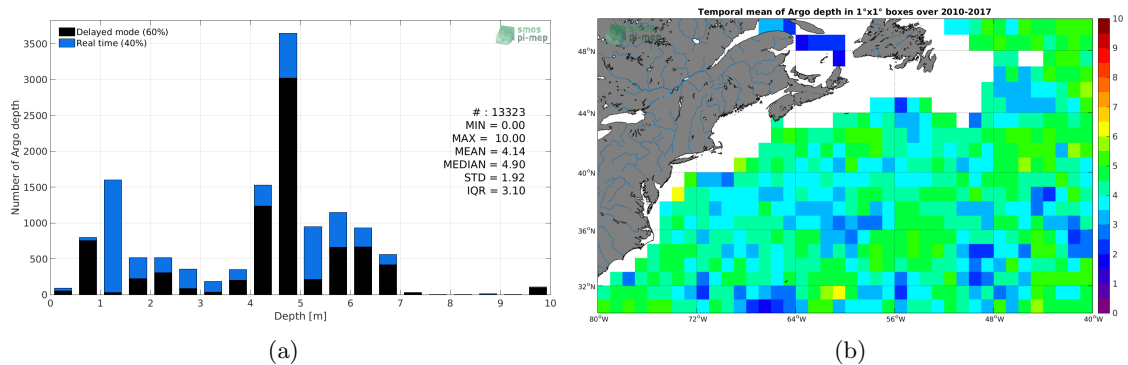 Delayed mode (60%)
Real time (40%)
smos
pi-mep
# : 13323
MIN = 0.00
MAX = 10.00
MEAN = 4.14
MEDIAN = 4.90
STD = 1.92
IQR = 3.10
Number of Argo depth
3500
3000
2500
2000
1500
1000
500
0
0 1 2 3 4 5 6 7 8 9 10
Depth [m]
(a)
Temporal mean of Argo depth in 1°x1° boxes over 2010-2017
smos
pi-mep
48°N
44°N
40°N
36°N
32°N
80°W 72°W 64°W 56°W 48°W 40°W
10
9
8
7
6
5
4
3
2
1
0
(b)